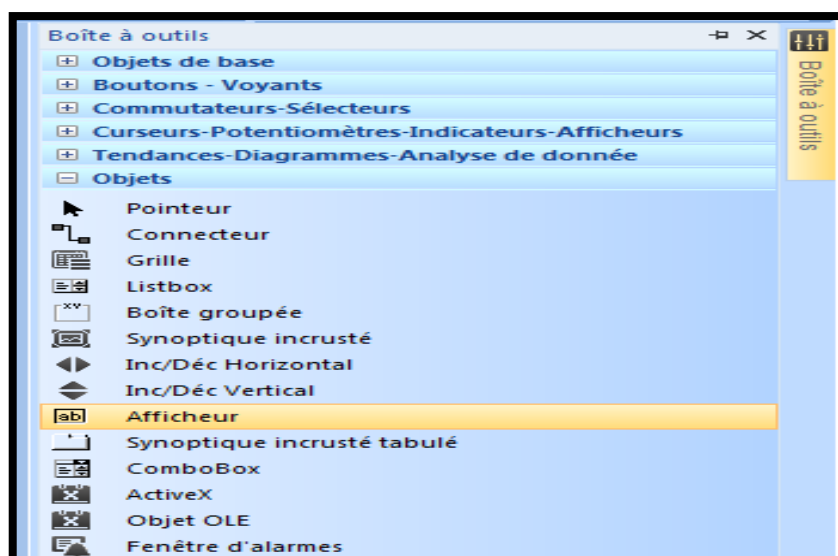 Boîte à outils
Objets de base
Boutons - Voyants
Commutateurs-Sélecteurs
Curseurs-Potentiomètres-Indicateurs-Afficheurs
Tendances-Diagrammes-Analyse de donnée
Objets
Pointeur
Connecteur
Grille
Listbox
Boîte groupée
Synoptique incrusté
Inc/Déc Horizontal
Inc/Déc Vertical
Afficheur
Synoptique incrusté tabulé
ComboBox
ActiveX
Objet OLE
Fenêtre d'alarmes
Boîte à outils